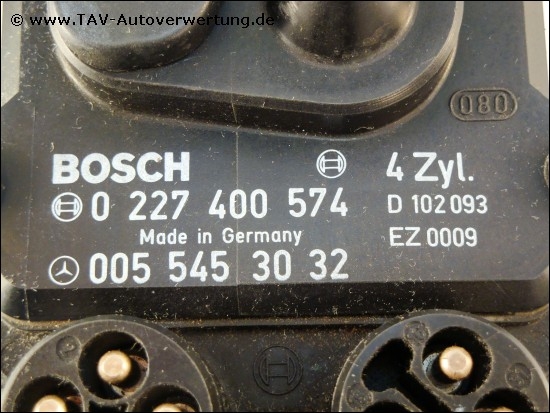 © www.TAV-Autoverwertung.de
080
BOSCH 4 Zyl.
0 227 400 574 D 102 093
Made in Germany EZ 0009
005 545 30 32